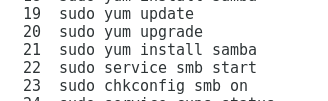 19 sudo yum update
20 sudo yum upgrade
21 sudo yum install samba
22 sudo service smb start
23 sudo chkconfig smb on